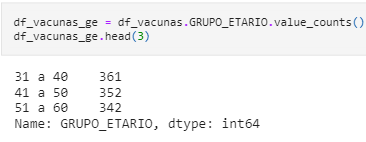 df_vacunas_ge = df_vacunas.GRUPO_ETARIO.value_counts()
df_vacunas_ge.head(3)
31 a 40    361
41 a 50    352
51 a 60    342
Name: GRUPO_ETARIO, dtype: int64